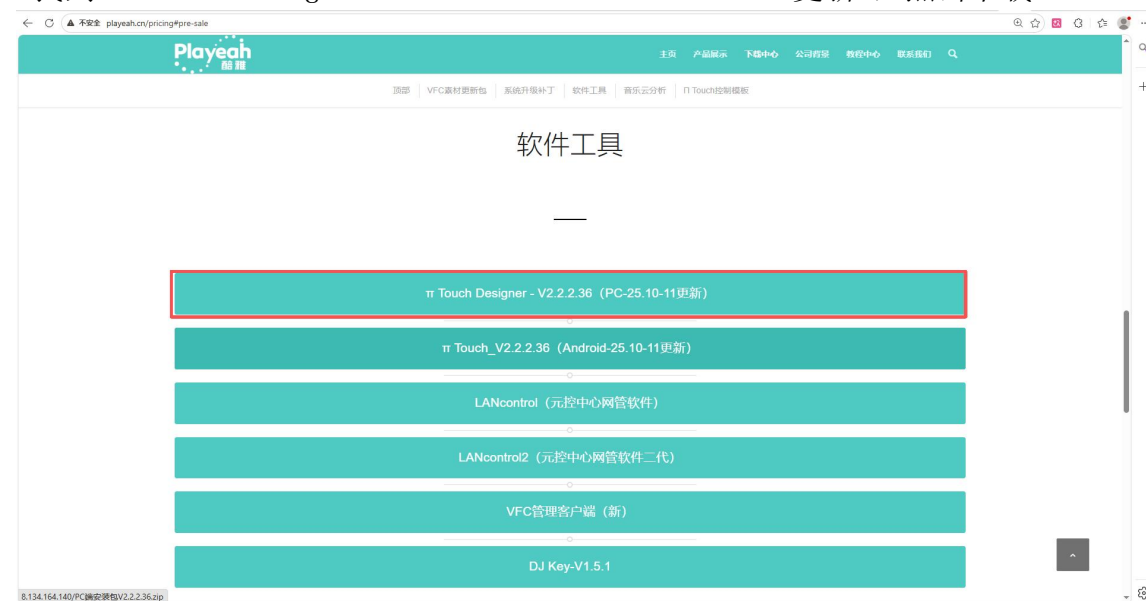 不安全 playeah.cn/pricing#pre-sale
Playeah
酷雅
主页 产品展示 下载中心 公司背景 教程中心 联系我们
顶部 VFC素材更新包 系统升级补丁 软件工具 音乐云分析 Π Touch控制模板
软件工具
π Touch Designer - V2.2.2.36（PC-25.10-11更新）
π Touch_V2.2.2.36（Android-25.10-11更新）
LANcontrol（元控中心网管软件）
LANcontrol2（元控中心网管软件二代）
VFC管理客户端（新）
DJ Key-V1.5.1
8.134.164.140/PC端安装包V2.2.2.36.zip